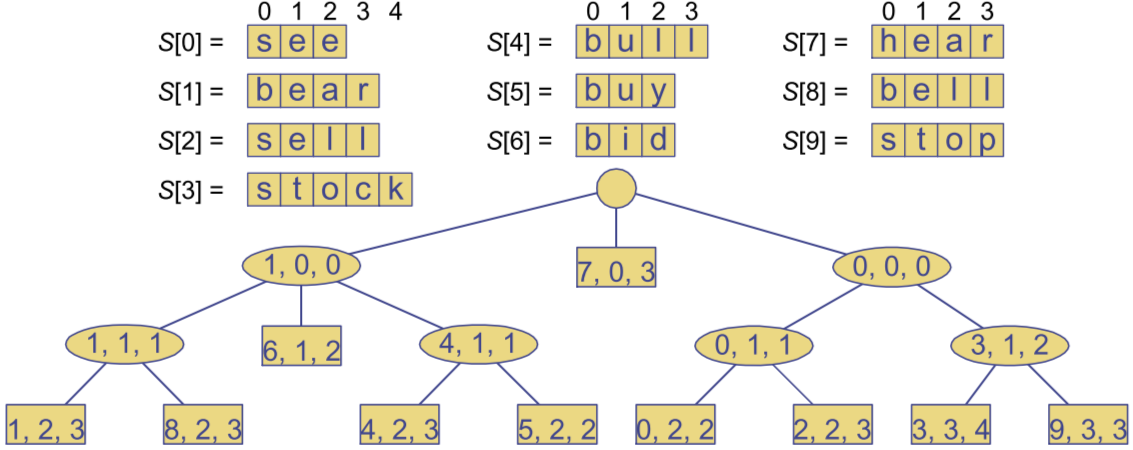 0 1 2 3 4
0 1 2 3
0 1 2 3
S[0] = s e e
S[4] = b u l l
S[7] = h e a r
S[1] = b e a r
S[5] = b u y
S[8] = b e l l
S[2] = s e l l
S[6] = b i d
S[9] = s t o p
S[3] = s t o c k
1, 0, 0
7, 0, 3
0, 0, 0
1, 1, 1
6, 1, 2
4, 1, 1
0, 1, 1
3, 1, 2
1, 2, 3
8, 2, 3
4, 2, 3
5, 2, 2
0, 2, 2
2, 2, 3
3, 3, 4
9, 3, 3